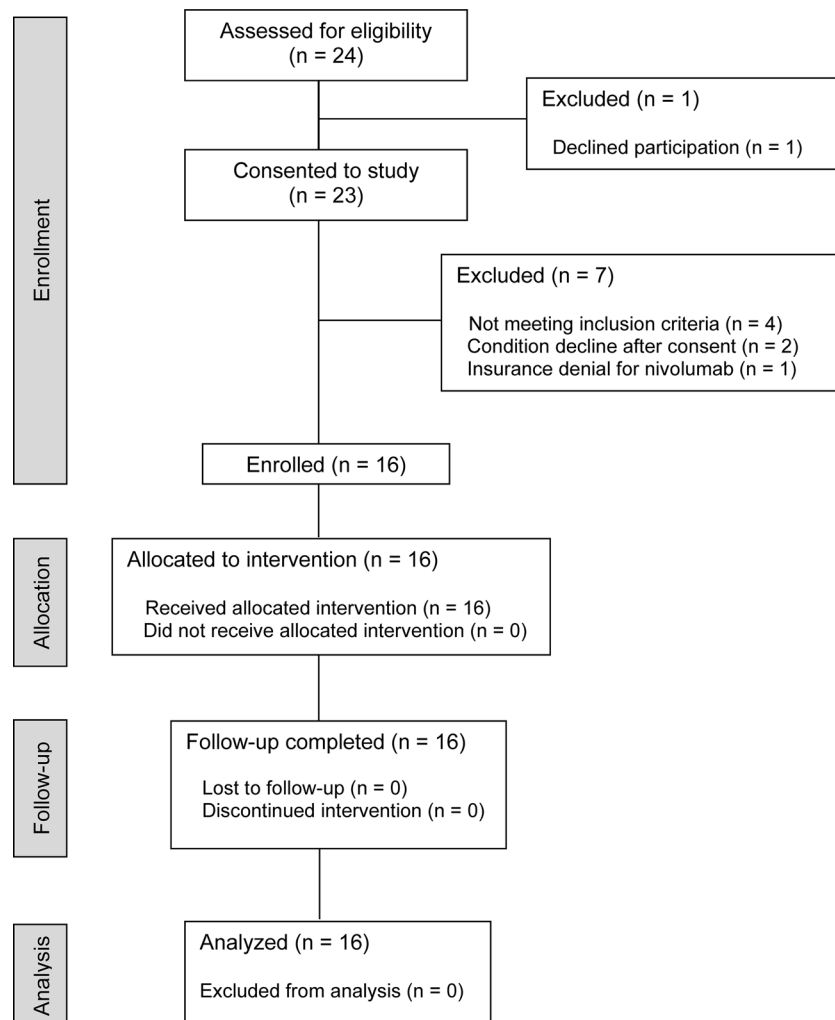 Assessed for eligibility
(n = 24)
Excluded (n = 1)
Declined participation (n = 1)
Consented to study
(n = 23)
Enrollment
Excluded (n = 7)
Not meeting inclusion criteria (n = 4)
Condition decline after consent (n = 2)
Insurance denial for nivolumab (n = 1)
Enrolled (n = 16)
Allocation
Allocated to intervention (n = 16)
Received allocated intervention (n = 16)
Did not receive allocated intervention (n = 0)
Follow-up
Follow-up completed (n = 16)
Lost to follow-up (n = 0)
Discontinued intervention (n = 0)
Analysis
Analyzed (n = 16)
Excluded from analysis (n = 0)